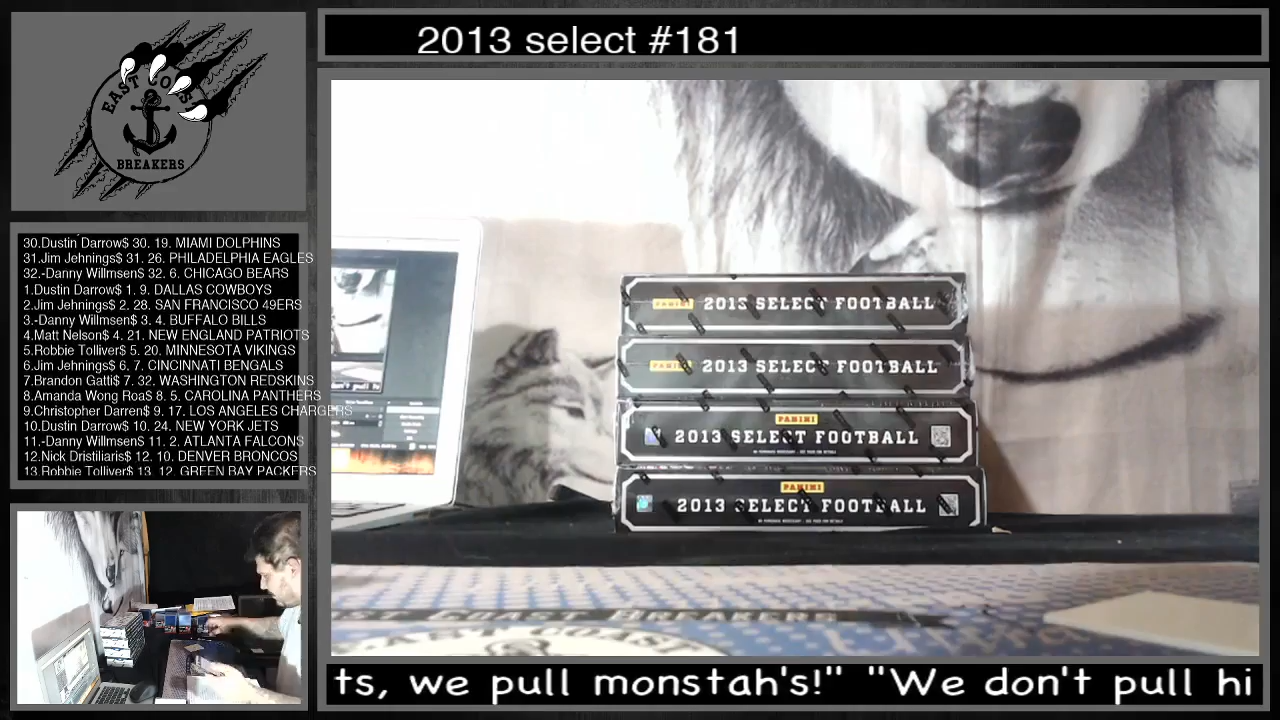 EAST COAST
BREAKERS
2013 select #181
30.Dustin Darrow$ 30. 19. MIAMI DOLPHINS
31.Jim Jehnings$ 31. 26. PHILADELPHIA EAGLES
32.-Danny Willmsen$ 32. 6. CHICAGO BEARS
1.Dustin Darrow$ 1. 9. DALLAS COWBOYS
2.Jim Jehnings$ 2. 28. SAN FRANCISCO 49ERS
3.-Danny Willmsen$ 3. 4. BUFFALO BILLS
4.Matt Nelson$ 4. 21. NEW ENGLAND PATRIOTS
5.Robbie Tolliver$ 5. 20. MINNESOTA VIKINGS
6.Jim Jehnings$ 6. 7. CINCINNATI BENGALS
7.Brandon Gatti$ 7. 32. WASHINGTON REDSKINS
8.Amanda Wong Roa$ 8. 5. CAROLINA PANTHERS
9.Christopher Darren$ 9. 17. LOS ANGELES CHARGERS
10.Dustin Darrow$ 10. 24. NEW YORK JETS
11.-Danny Willmsen$ 11. 2. ATLANTA FALCONS
12.Nick Dristiliaris$ 12. 10. DENVER BRONCOS
13.Robbie Tolliver$ 13. 12. GREEN BAY PACKERS
PANINI 2013 SELECT FOOTBALL
PANINI 2013 SELECT FOOTBALL
PANINI
2013 SELECT FOOTBALL
PANINI
2013 SELECT FOOTBALL
COAST BREAKERS
EAST COAST
ts, we pull monstah's!" "We don't pull hi